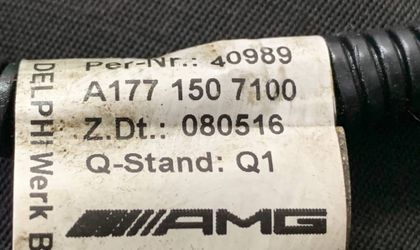 Per-Nr.: 40989
A177 150 7100
Z.Dt.: 080516
Q-Stand: Q1
AMG
DELPHI Werk B